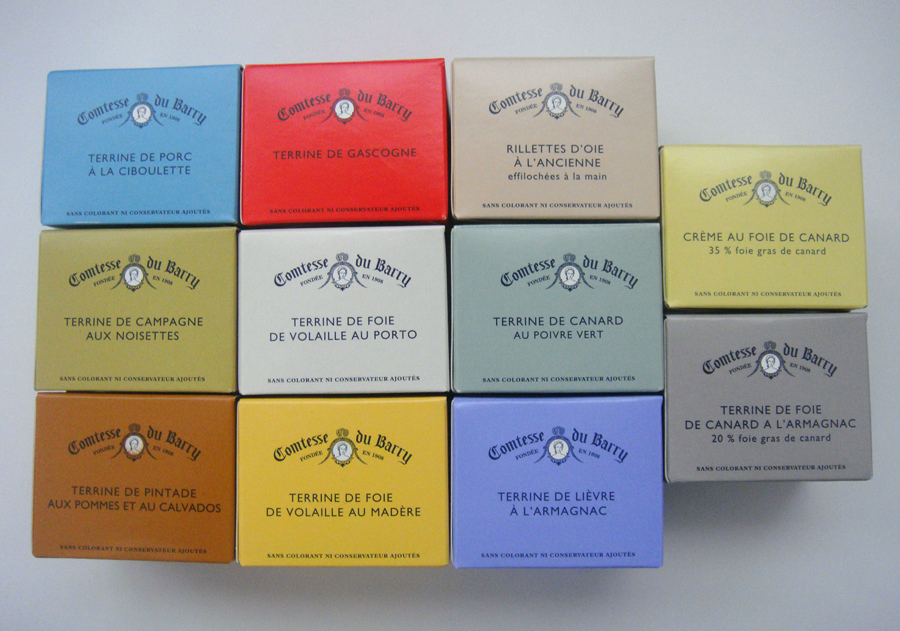 Comtesse du Barry
FONDÉE EN 1908
TERRINE DE PORC
À LA CIBOULETTE
SANS COLORANT NI CONSERVATEUR AJOUTÉS
Comtesse du Barry
FONDÉE EN 1908
TERRINE DE GASCOGNE
SANS COLORANT NI CONSERVATEUR AJOUTÉS
Comtesse du Barry
FONDÉE EN 1908
RILLETTES D'OIE
À L'ANCIENNE
effilochées à la main
SANS COLORANT NI CONSERVATEUR AJOUTÉS
Comtesse du Barry
FONDÉE EN 1908
CRÈME AU FOIE DE CANARD
35 % foie gras de canard
SANS COLORANT NI CONSERVATEUR AJOUTÉS
Comtesse du Barry
FONDÉE EN 1908
TERRINE DE CAMPAGNE
AUX NOISETTES
SANS COLORANT NI CONSERVATEUR AJOUTÉS
Comtesse du Barry
FONDÉE EN 1908
TERRINE DE FOIE
DE VOLAILLE AU PORTO
SANS COLORANT NI CONSERVATEUR AJOUTÉS
Comtesse du Barry
FONDÉE EN 1908
TERRINE DE CANARD
AU POIVRE VERT
SANS COLORANT NI CONSERVATEUR AJOUTÉS
Comtesse du Barry
FONDÉE EN 1908
TERRINE DE FOIE
DE CANARD A L'ARMAGNAC
20 % foie gras de canard
SANS COLORANT NI CONSERVATEUR AJOUTÉS
Comtesse du Barry
FONDÉE EN 1908
TERRINE DE PINTADE
AUX POMMES ET AU CALVADOS
SANS COLORANT NI CONSERVATEUR AJOUTÉS
Comtesse du Barry
FONDÉE EN 1908
TERRINE DE FOIE
DE VOLAILLE AU MADÈRE
SANS COLORANT NI CONSERVATEUR AJOUTÉS
Comtesse du Barry
FONDÉE EN 1908
TERRINE DE LIÈVRE
À L'ARMAGNAC
SANS COLORANT NI CONSERVATEUR AJOUTÉS